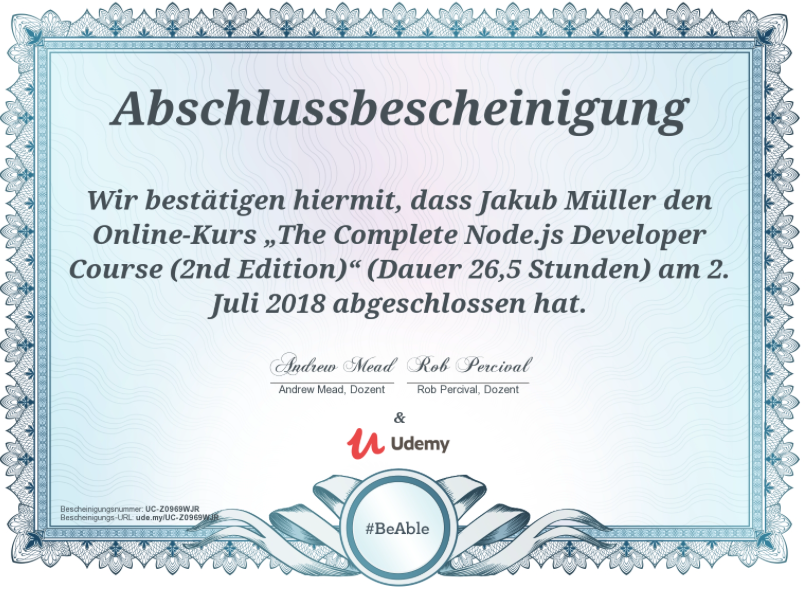 Abschlussbescheinigung
Wir bestätigen hiermit, dass Jakub Müller den
Online-Kurs „The Complete Node.js Developer
Course (2nd Edition)“ (Dauer 26,5 Stunden) am 2.
Juli 2018 abgeschlossen hat.
Andrew Mead Rob Percival
Andrew Mead, Dozent Rob Percival, Dozent
&
Udemy
Bescheinigungsnummer: UC-Z0969WJR
Bescheinigungs-URL: ude.my/UC-Z0969WJR
#BeAble